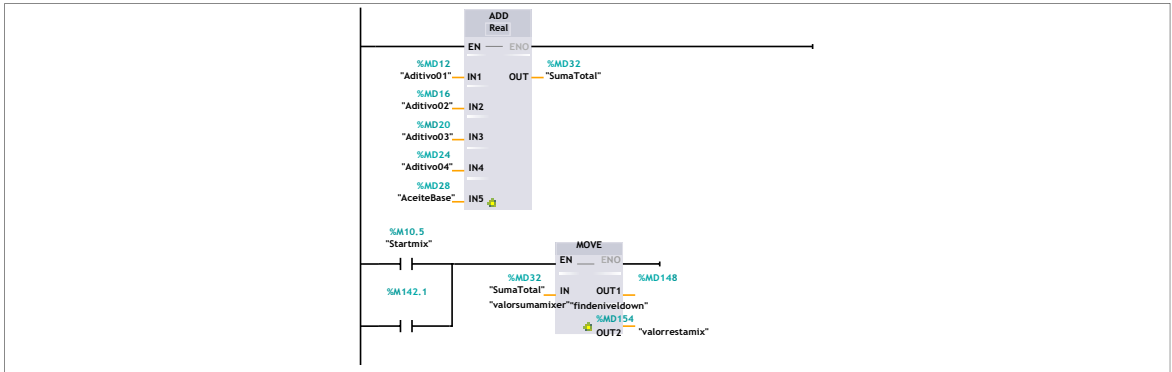 ADD
Real
EN ENO
%MD12 %MD32
"Aditivo01" IN1 OUT "SumaTotal"
%MD16
"Aditivo02" IN2
%MD20
"Aditivo03" IN3
%MD24
"Aditivo04" IN4
%MD28
"AceiteBase" IN5
%M10.5
"Startmix"
MOVE
EN ENO
%MD32 %MD148
"SumaTotal" IN OUT1
%M142.1
"valorsumamixer" "findeniveldown"
%MD154
OUT2 "valorrestamix"